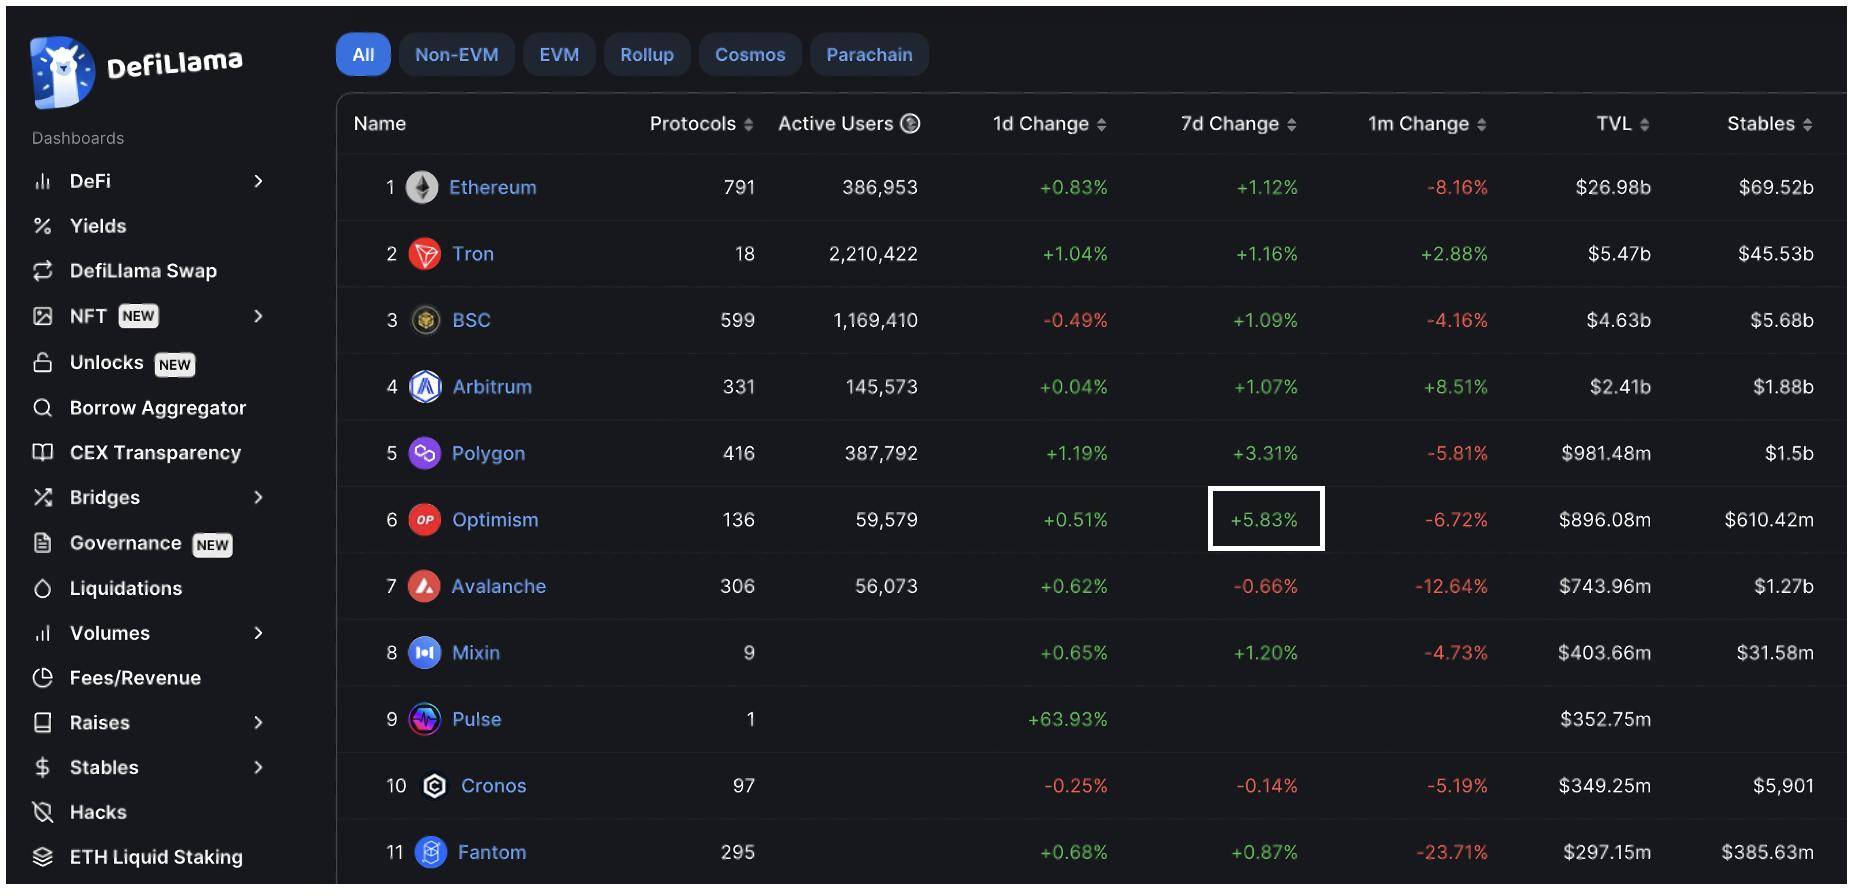 DefiLlama
Dashboards
DeFi
Yields
DefiLlama Swap
NFT NEW
Unlocks NEW
Borrow Aggregator
CEX Transparency
Bridges
Governance NEW
Liquidations
Volumes
Fees/Revenue
Raises
Stables
Hacks
ETH Liquid Staking
All Non-EVM EVM Rollup Cosmos Parachain
Name Protocols Active Users 1d Change 7d Change 1m Change TVL Stables
1 Ethereum 791 386,953 +0.83% +1.12% -8.16% $26.98b $69.52b
2 Tron 18 2,210,422 +1.04% +1.16% +2.88% $5.47b $45.53b
3 BSC 599 1,169,410 -0.49% +1.09% -4.16% $4.63b $5.68b
4 Arbitrum 331 145,573 +0.04% +1.07% +8.51% $2.41b $1.88b
5 Polygon 416 387,792 +1.19% +3.31% -5.81% $981.48m $1.5b
6 OP Optimism 136 59,579 +0.51% +5.83% -6.72% $896.08m $610.42m
7 Avalanche 306 56,073 +0.62% -0.66% -12.64% $743.96m $1.27b
8 Mixin 9 +0.65% +1.20% -4.73% $403.66m $31.58m
9 Pulse 1 +63.93% $352.75m
10 Cronos 97 -0.25% -0.14% -5.19% $349.25m $5,901
11 Fantom 295 +0.68% +0.87% -23.71% $297.15m $385.63m